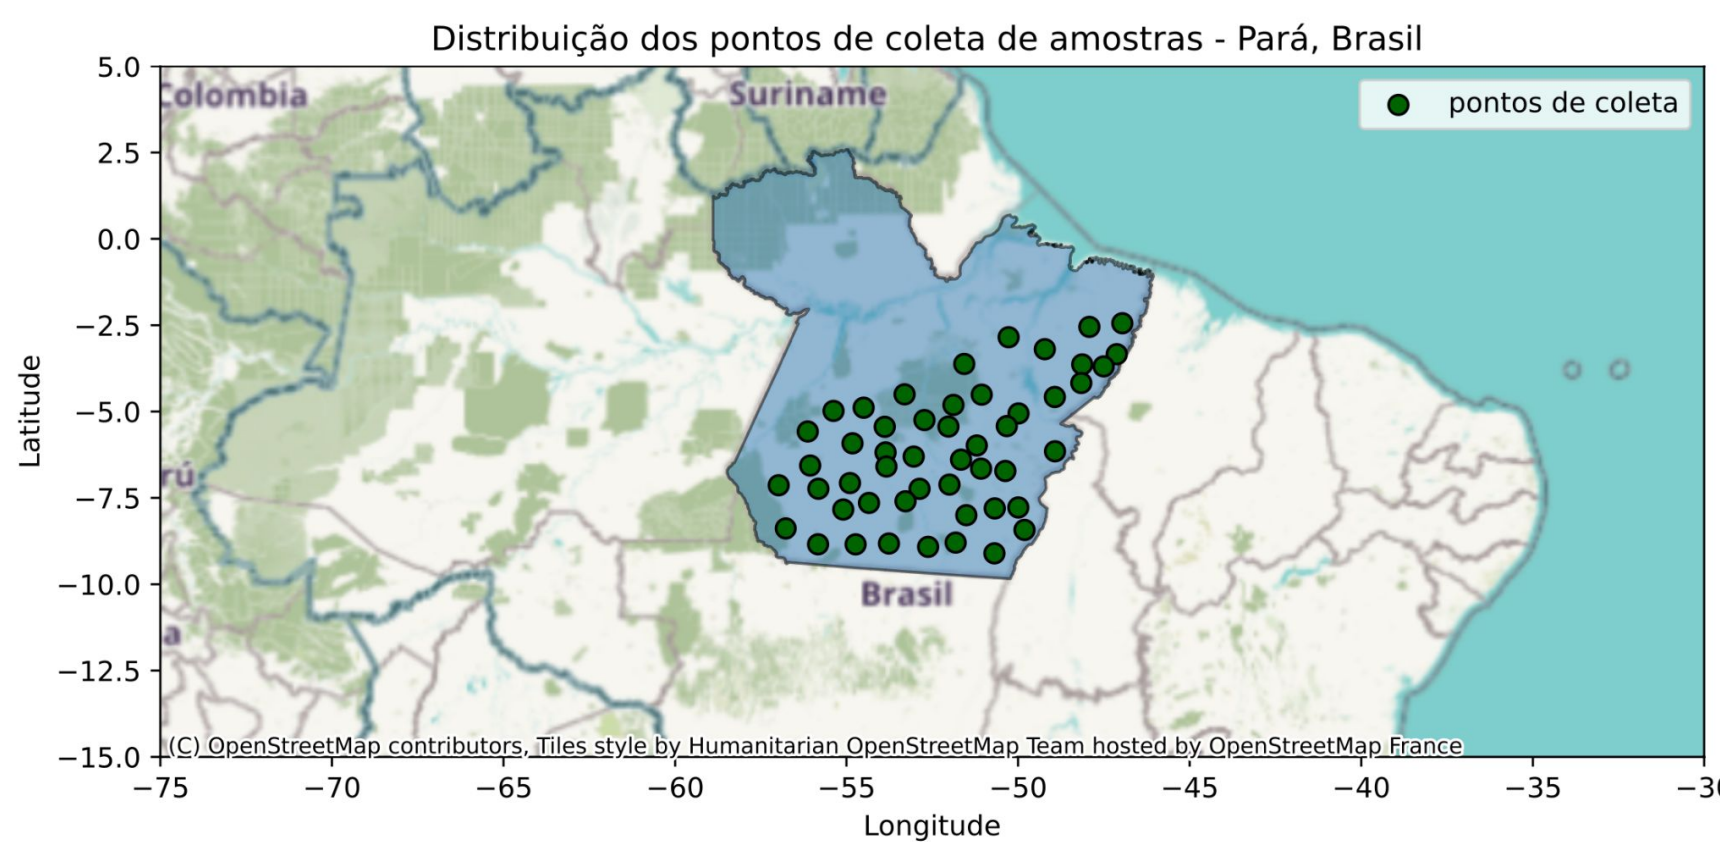 Distribuição dos pontos de coleta de amostras - Pará, Brasil
5.0
2.5
0.0
−2.5
−5.0
−7.5
−10.0
−12.5
−15.0
Latitude
Colombia
Suriname
pontos de coleta
rú
Brasil
a
(C) OpenStreetMap contributors, Tiles style by Humanitarian OpenStreetMap Team hosted by OpenStreetMap France
−75
−70
−65
−60
−55
−50
−45
−40
−35
−30
Longitude